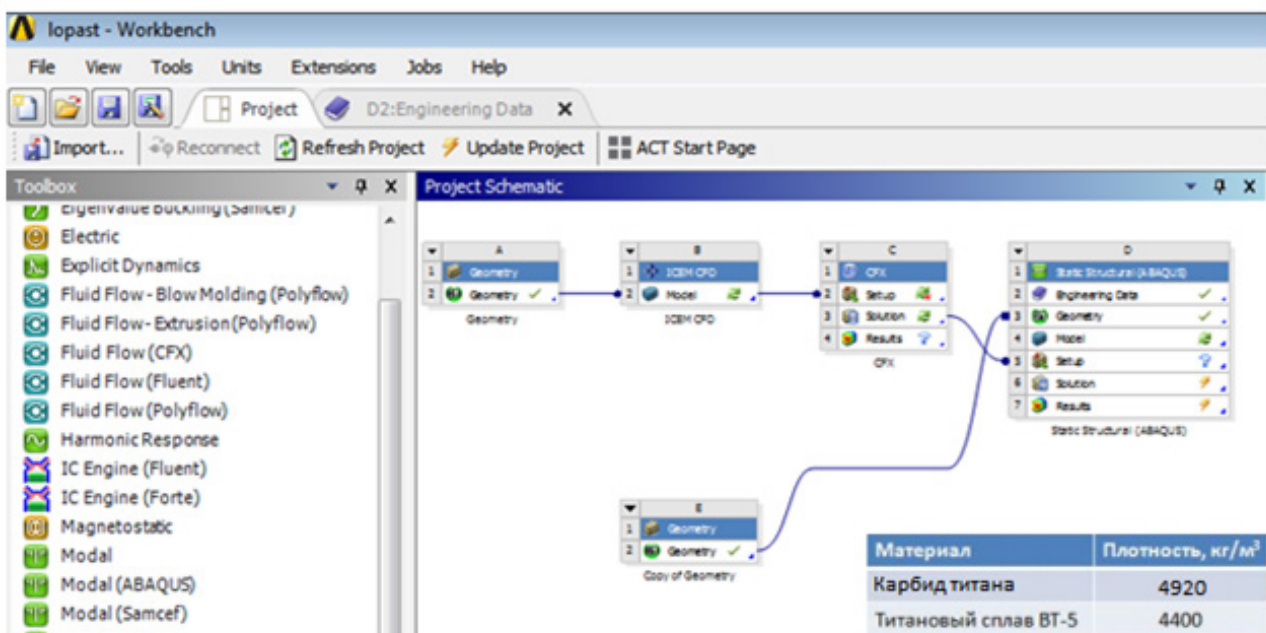 lopast - Workbench
File View Tools Units Extensions Jobs Help
Project D2:Engineering Data X
Import... Reconnect Refresh Project Update Project ACT Start Page
Toolbox
Eigenvalue Buckling (Samcef)
Electric
Explicit Dynamics
Fluid Flow - Blow Molding (Polyflow)
Fluid Flow - Extrusion (Polyflow)
Fluid Flow (CFX)
Fluid Flow (Fluent)
Fluid Flow (Polyflow)
Harmonic Response
IC Engine (Fluent)
IC Engine (Forte)
Magnetostatic
Modal
Modal (ABAQUS)
Modal (Samcef)
Project Schematic
A
1 Geometry
2 Geometry
Geometry
B
1 ICEM CFD
2 Model
ICEM CFD
C
1 CFX
2 Setup
3 Solution
4 Results
CFX
D
1 Static Structural (ABAQUS)
2 Engineering Data
3 Geometry
4 Model
5 Setup
6 Solution
7 Results
Static Structural (ABAQUS)
E
1 Geometry
2 Geometry
Copy of Geometry
Материал Плотность, кг/м³
Карбид титана 4920
Титановый сплав ВТ-5 4400